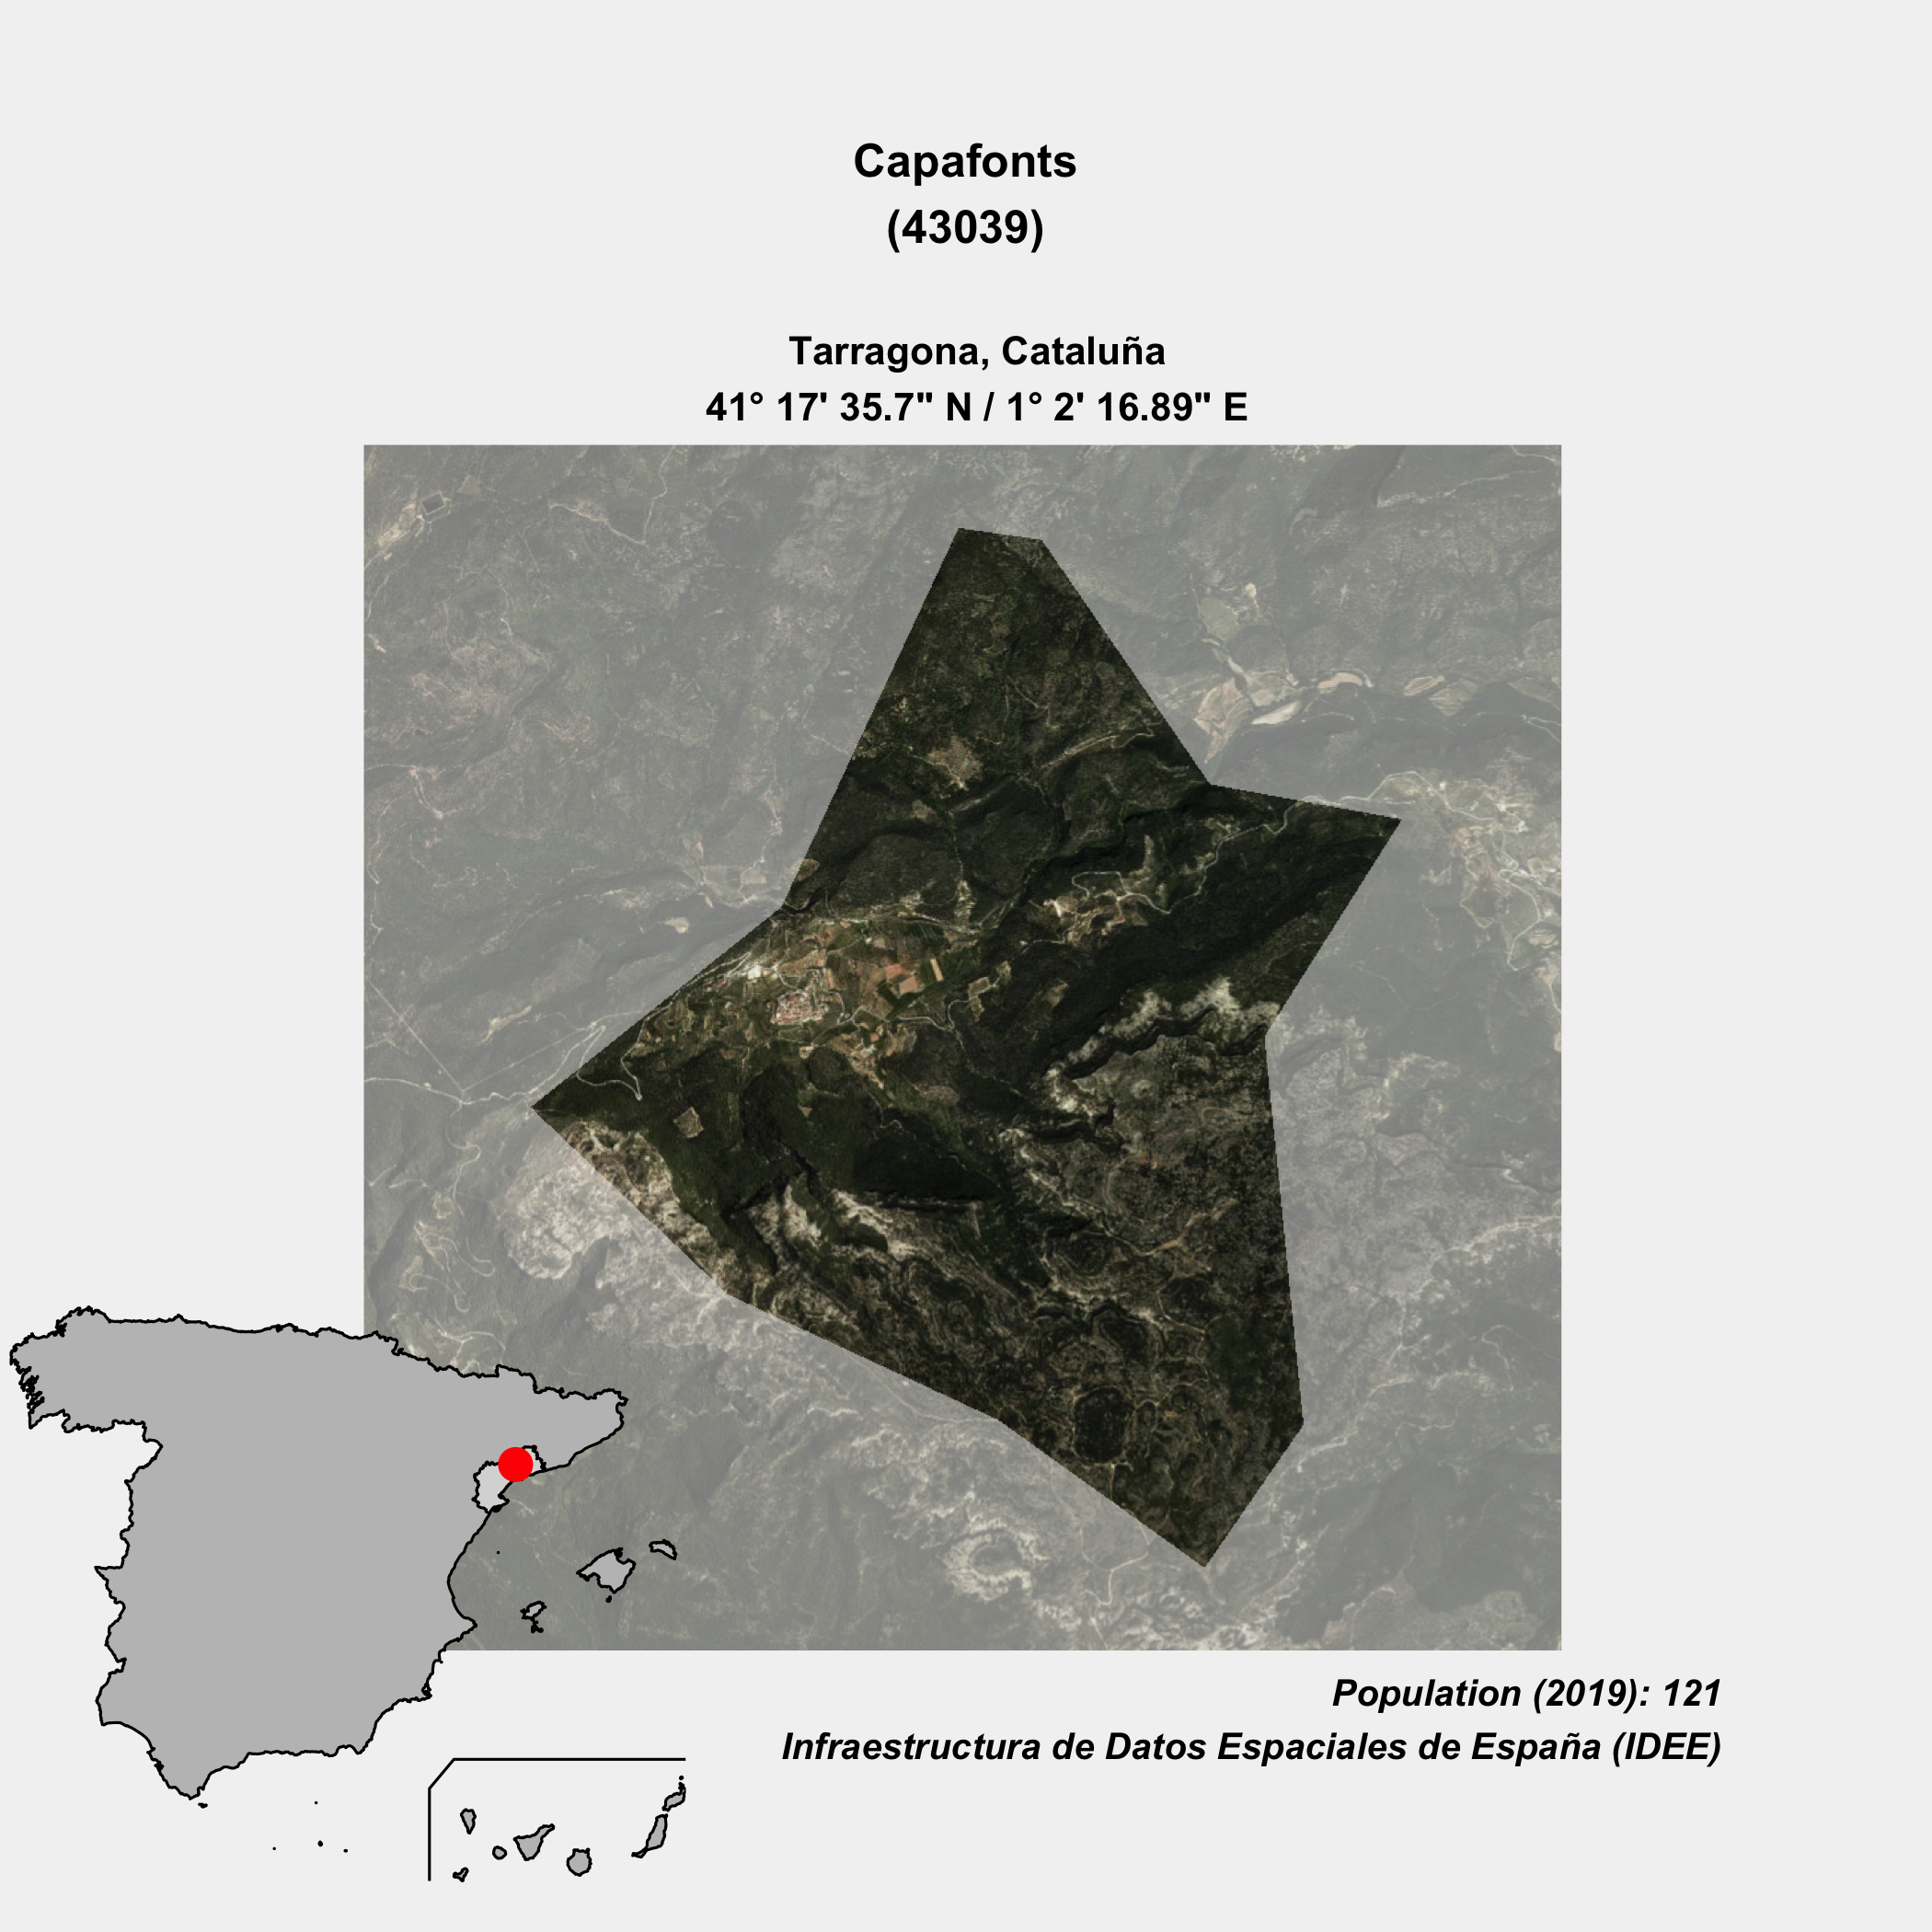 Capafonts
(43039)
Tarragona, Cataluña
41° 17' 35.7" N / 1° 2' 16.89" E
Population (2019): 121
Infraestructura de Datos Espaciales de España (IDEE)